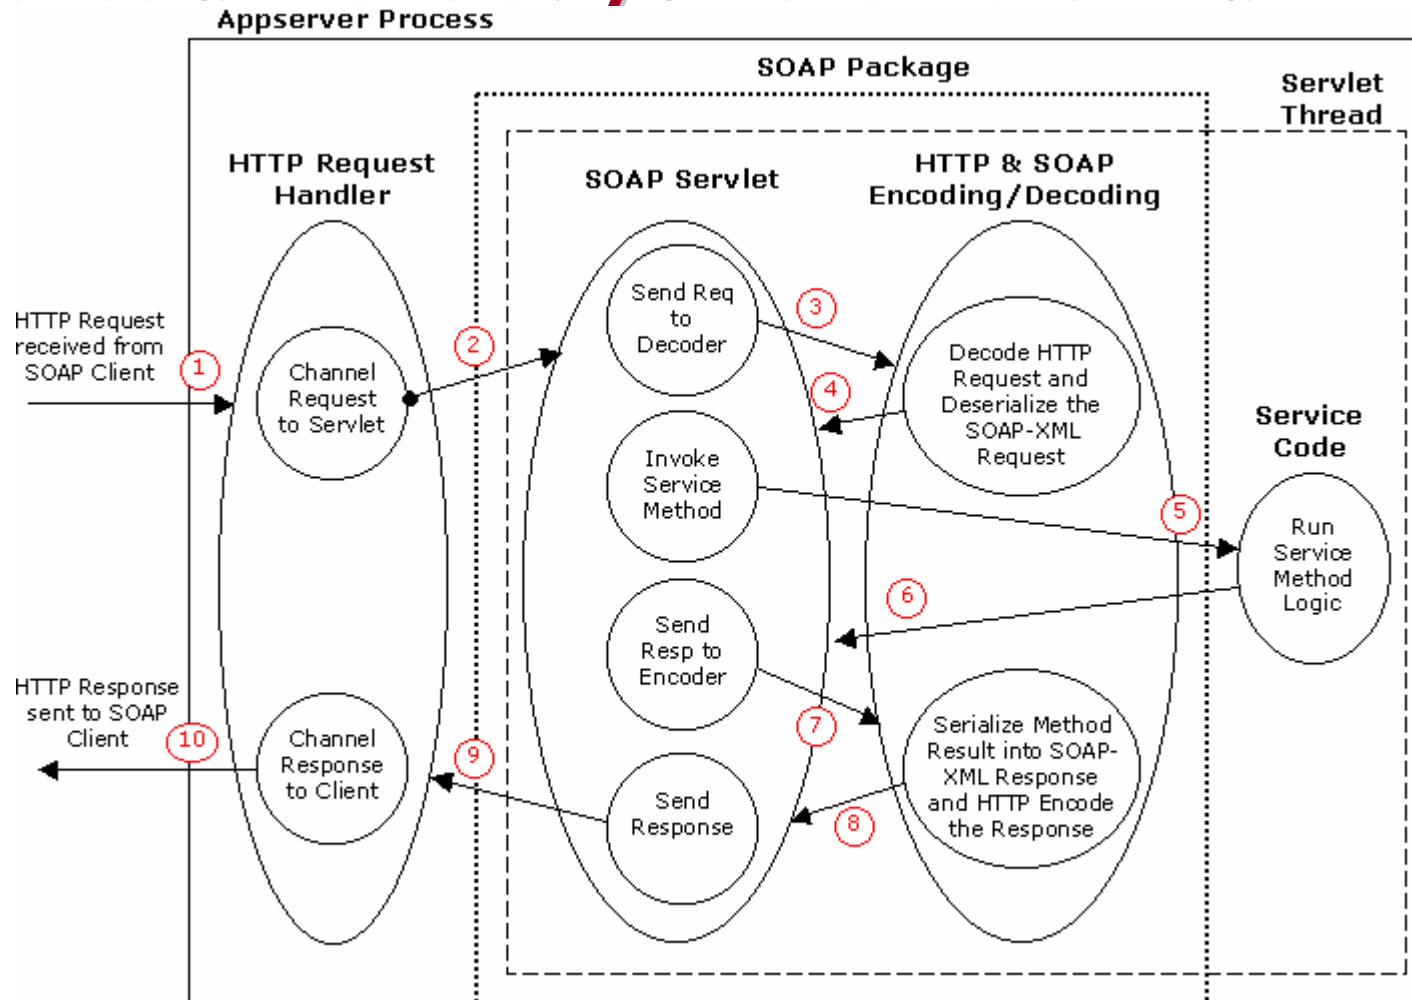 Appserver Process
SOAP Package
Servlet
Thread
HTTP Request
Handler
SOAP Servlet
HTTP & SOAP
Encoding/Decoding
HTTP Request
received from
SOAP Client
1
Channel
Request
to Servlet
2
Send Req
to
Decoder
3
4
Decode HTTP
Request and
Deserialize the
SOAP-XML
Request
Invoke
Service
Method
5
Service
Code
Run
Service
Method
Logic
6
Send
Resp to
Encoder
7
Serialize Method
Result into SOAP-
XML Response
and HTTP Encode
the Response
8
Send
Response
9
Channel
Response
to Client
10
HTTP Response
sent to SOAP
Client